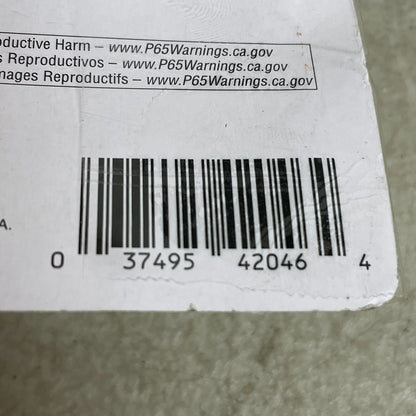 oductive Harm – www.P65Warnings.ca.gov
s Reproductivos – www.P65Warnings.ca.gov
mages Reproductifs – www.P65Warnings.ca.gov
A.
0 37495 42046 4